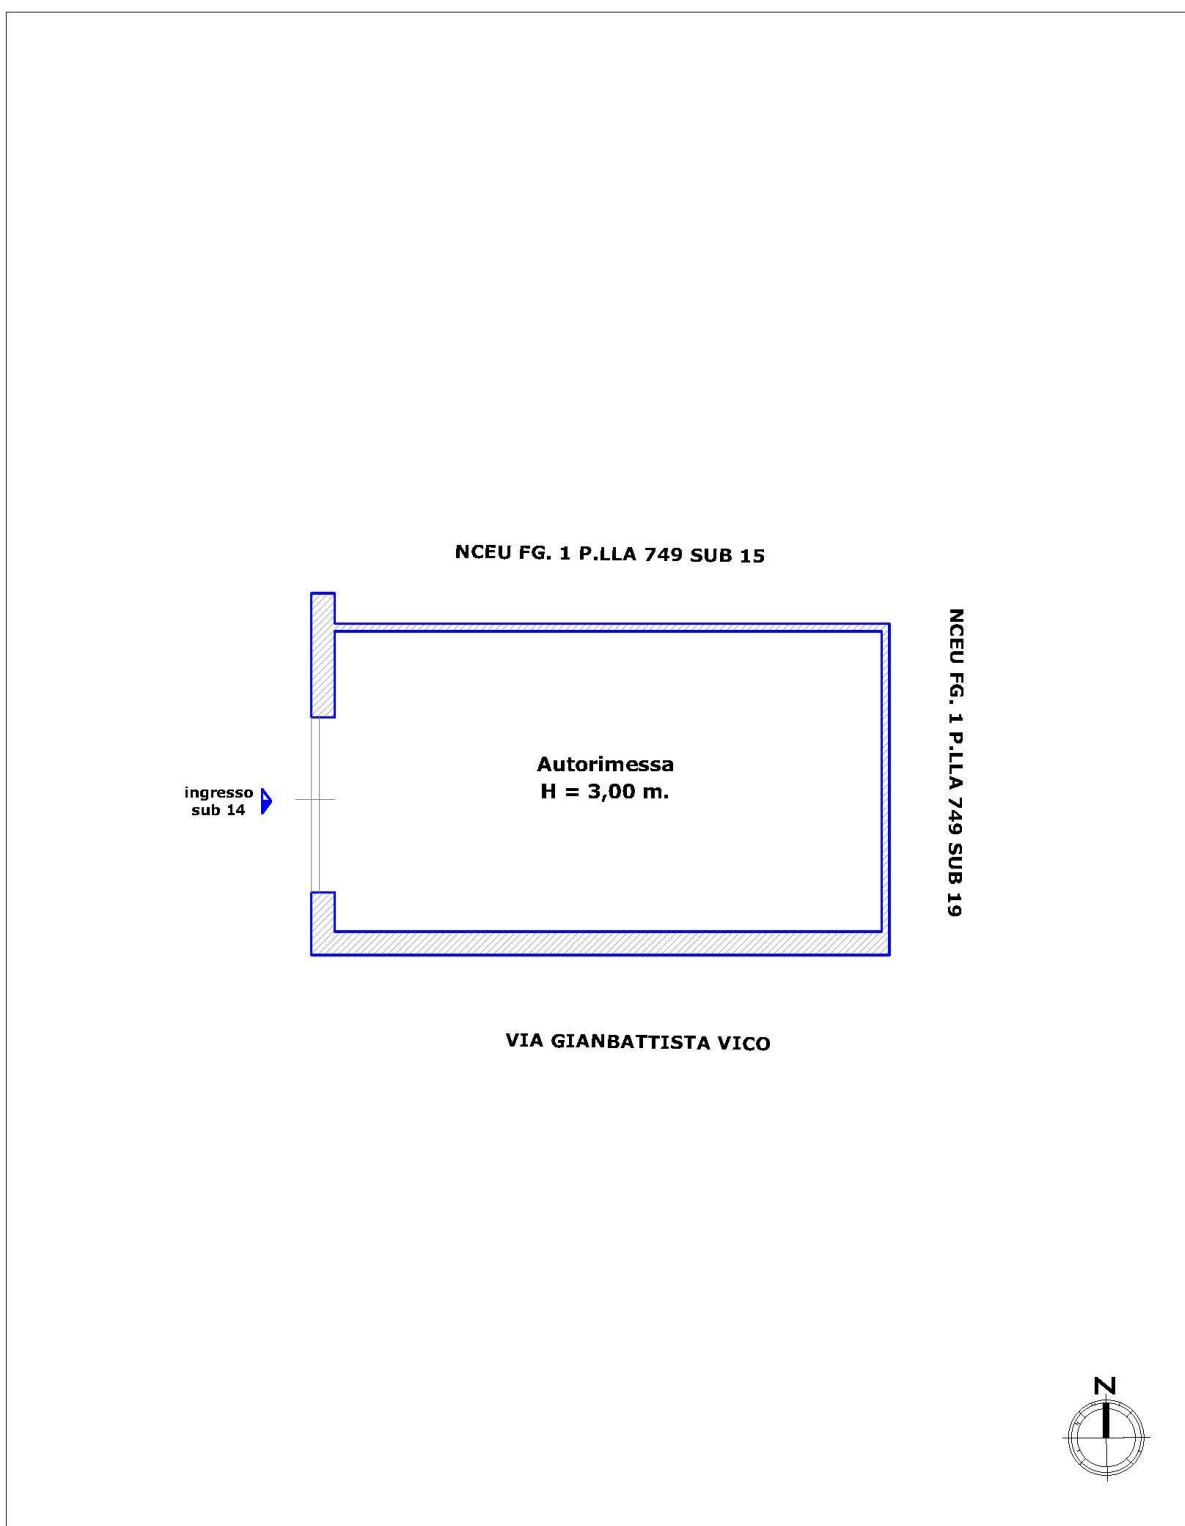 NCEU FG. 1 P.LLA 749 SUB 15
NCEU FG. 1 P.LLA 749 SUB 19
Autorimessa
H = 3,00 m.
ingresso
sub 14
VIA GIANBATTISTA VICO
N